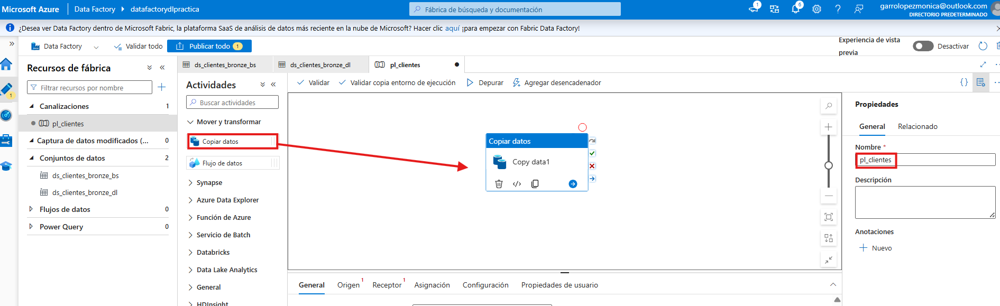 Microsoft Azure
Data Factory
datafactorydlpractica
Fábrica de búsqueda y documentación
1
6
garrolopezmonica@outlook.com
DIRECTORIO PREDETERMINADO
¿Desea ver Data Factory dentro de Microsoft Fabric, la plataforma SaaS de análisis de datos más reciente en la nube de Microsoft? Hacer clic aquí ¡para empezar con Fabric Data Factory!
Data Factory
Validar todo
Publicar todo 1
Experiencia de vista previa
Desactivar
1
Recursos de fábrica
Filtrar recursos por nombre
Canalizaciones 1
pl_clientes
Captura de datos modificados (... 0
Conjuntos de datos 2
ds_clientes_bronze_bs
ds_clientes_bronze_dl
Flujos de datos 0
Power Query 0
ds_clientes_bronze_bs
ds_clientes_bronze_dl
pl_clientes
Actividades
Buscar actividades
Mover y transformar
Copiar datos
Flujo de datos
Synapse
Azure Data Explorer
Función de Azure
Servicio de Batch
Databricks
Data Lake Analytics
General
HDInsight
Validar
Validar copia entorno de ejecución
Depurar
Agregar desencadenador
Copiar datos
Copy data1
General
Origen 1
Receptor 1
Asignación
Configuración
Propiedades de usuario
Propiedades
General
Relacionado
Nombre *
pl_clientes
Descripción
Anotaciones
Nuevo